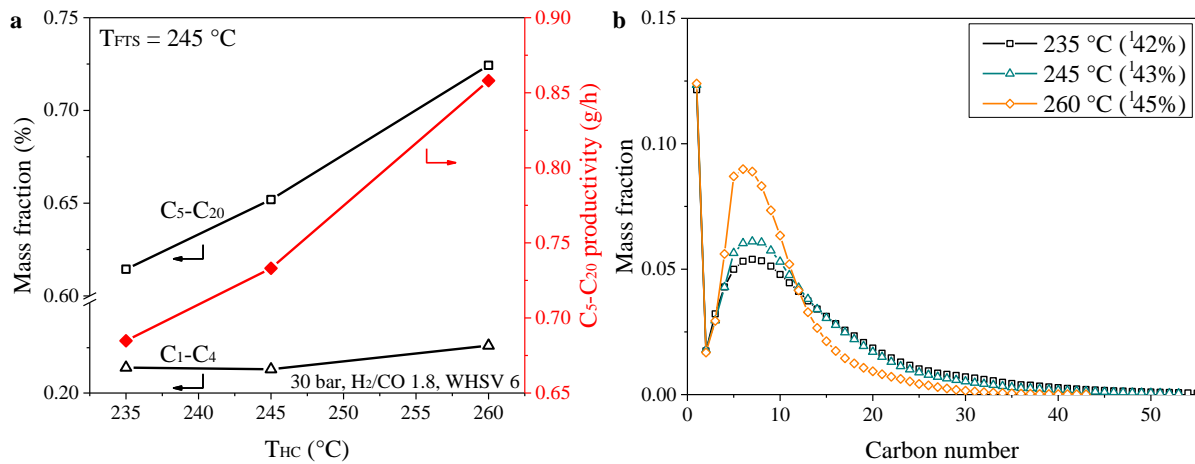 a
T_FTS = 245 °C
Mass fraction (%)
0.75
0.70
0.65
0.60
0.20
C₅-C₂₀
C₁-C₄
30 bar, H₂/CO 1.8, WHSV 6
235
240
245
250
255
260
T_HC (°C)
0.90
0.85
0.80
0.75
0.70
0.65
C₅-C₂₀ productivity (g/h)
b
Mass fraction
0.15
0.10
0.05
0.00
235 °C (¹42%)
245 °C (¹43%)
260 °C (¹45%)
0
10
20
30
40
50
Carbon number